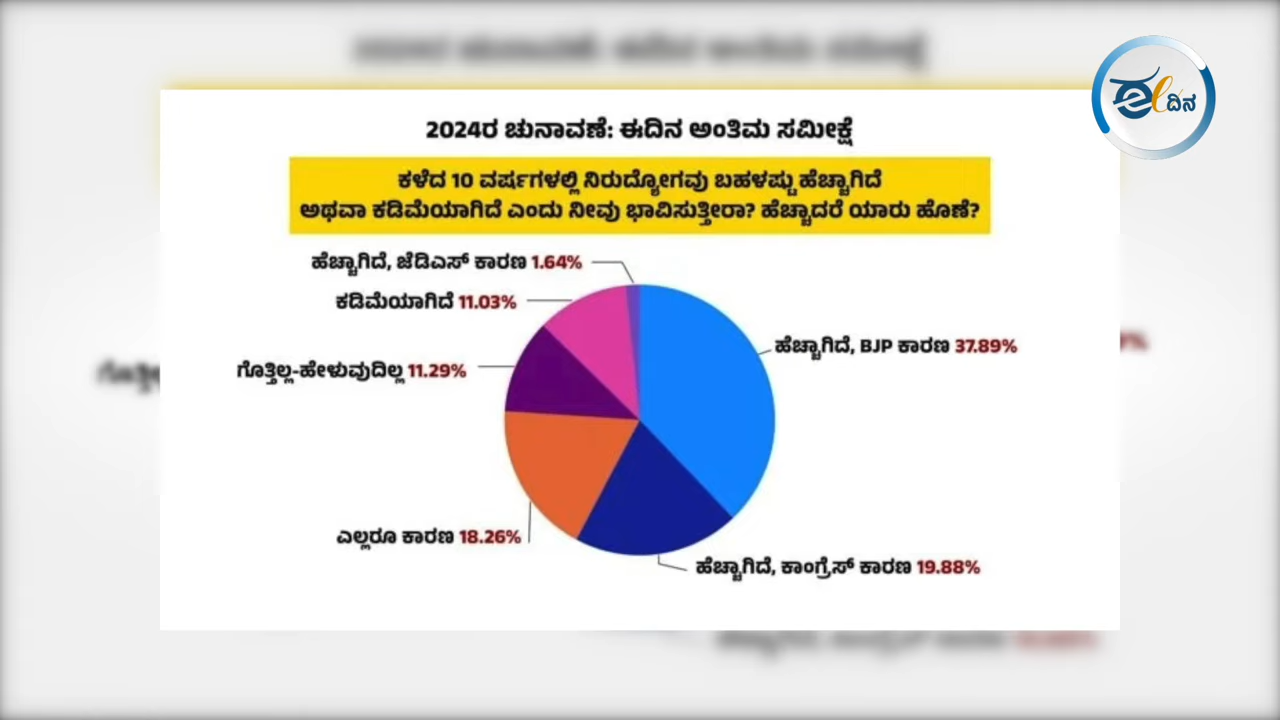 2024ರ ಚುನಾವಣೆ: ಈದಿನ ಅಂತಿಮ ಸಮೀಕ್ಷೆ
ಕಳೆದ 10 ವರ್ಷಗಳಲ್ಲಿ ನಿರುದ್ಯೋಗವು ಬಹಳಷ್ಟು ಹೆಚ್ಚಾಗಿದೆ
ಅಥವಾ ಕಡಿಮೆಯಾಗಿದೆ ಎಂದು ನೀವು ಭಾವಿಸುತ್ತೀರಾ? ಹೆಚ್ಚಾದರೆ ಯಾರು ಹೊಣೆ?
ಹೆಚ್ಚಾಗಿದೆ, ಜೆಡಿಎಸ್ ಕಾರಣ 1.64%
ಕಡಿಮೆಯಾಗಿದೆ 11.03%
ಹೆಚ್ಚಾಗಿದೆ, BJP ಕಾರಣ 37.89%
ಗೊತ್ತಿಲ್ಲ-ಹೇಳುವುದಿಲ್ಲ 11.29%
ಎಲ್ಲರೂ ಕಾರಣ 18.26%
ಹೆಚ್ಚಾಗಿದೆ, ಕಾಂಗ್ರೆಸ್ ಕಾರಣ 19.88%
ದಿನ